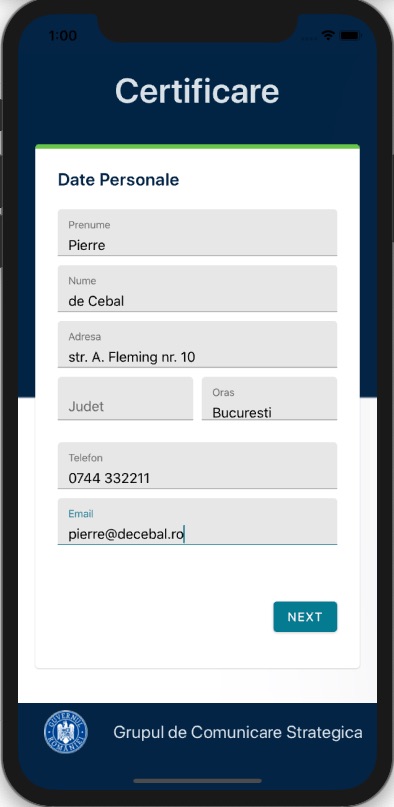 1:00
Certificare
Date Personale
Prenume
Pierre
Nume
de Cebal
Adresa
str. A. Fleming nr. 10
Judet
Oras
Bucuresti
Telefon
0744 332211
Email
pierre@decebal.ro
NEXT
GUVERNUL ROMÂNIEI
Grupul de Comunicare Strategica